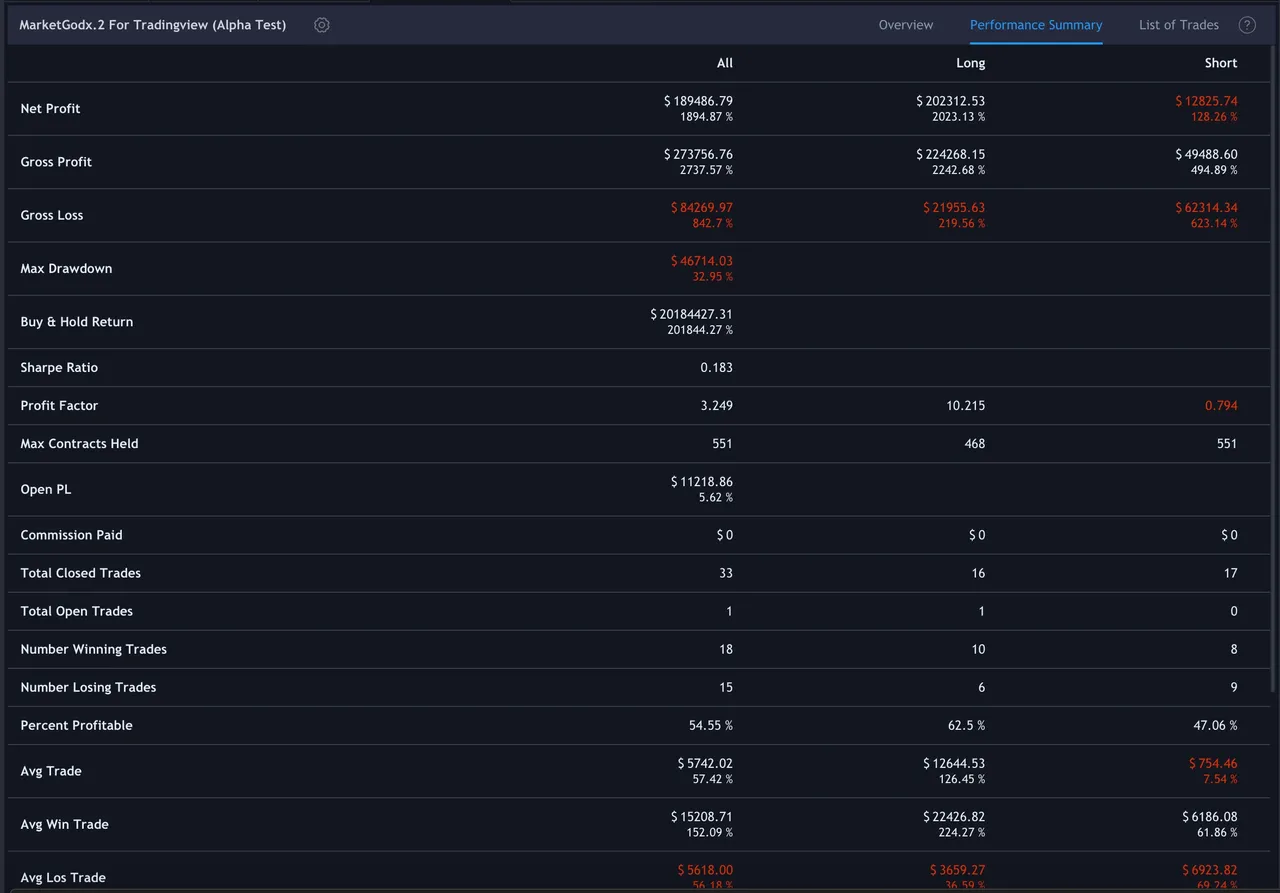 MarketGodx.2 For Tradingview (Alpha Test) Overview Performance Summary List of Trades ?
All Long Short
Net Profit $ 189486.79 $ 202312.53 $ 12825.74
1894.87 % 2023.13 % 128.26 %
Gross Profit $ 273756.76 $ 224268.15 $ 49488.60
2737.57 % 2242.68 % 494.89 %
Gross Loss $ 84269.97 $ 21955.63 $ 62314.34
842.7 % 219.56 % 623.14 %
Max Drawdown $ 46714.03
32.95 %
Buy & Hold Return $ 20184427.31
201844.27 %
Sharpe Ratio 0.183
Profit Factor 3.249 10.215 0.794
Max Contracts Held 551 468 551
Open PL $ 11218.86
5.62 %
Commission Paid $ 0 $ 0 $ 0
Total Closed Trades 33 16 17
Total Open Trades 1 1 0
Number Winning Trades 18 10 8
Number Losing Trades 15 6 9
Percent Profitable 54.55 % 62.5 % 47.06 %
Avg Trade $ 5742.02 $ 12644.53 $ 754.46
57.42 % 126.45 % 7.54 %
Avg Win Trade $ 15208.71 $ 22426.82 $ 6186.08
152.09 % 224.27 % 61.86 %
Avg Los Trade $ 5618.00 $ 3659.27 $ 6923.82
56.18 % 36.59 % 69.24 %